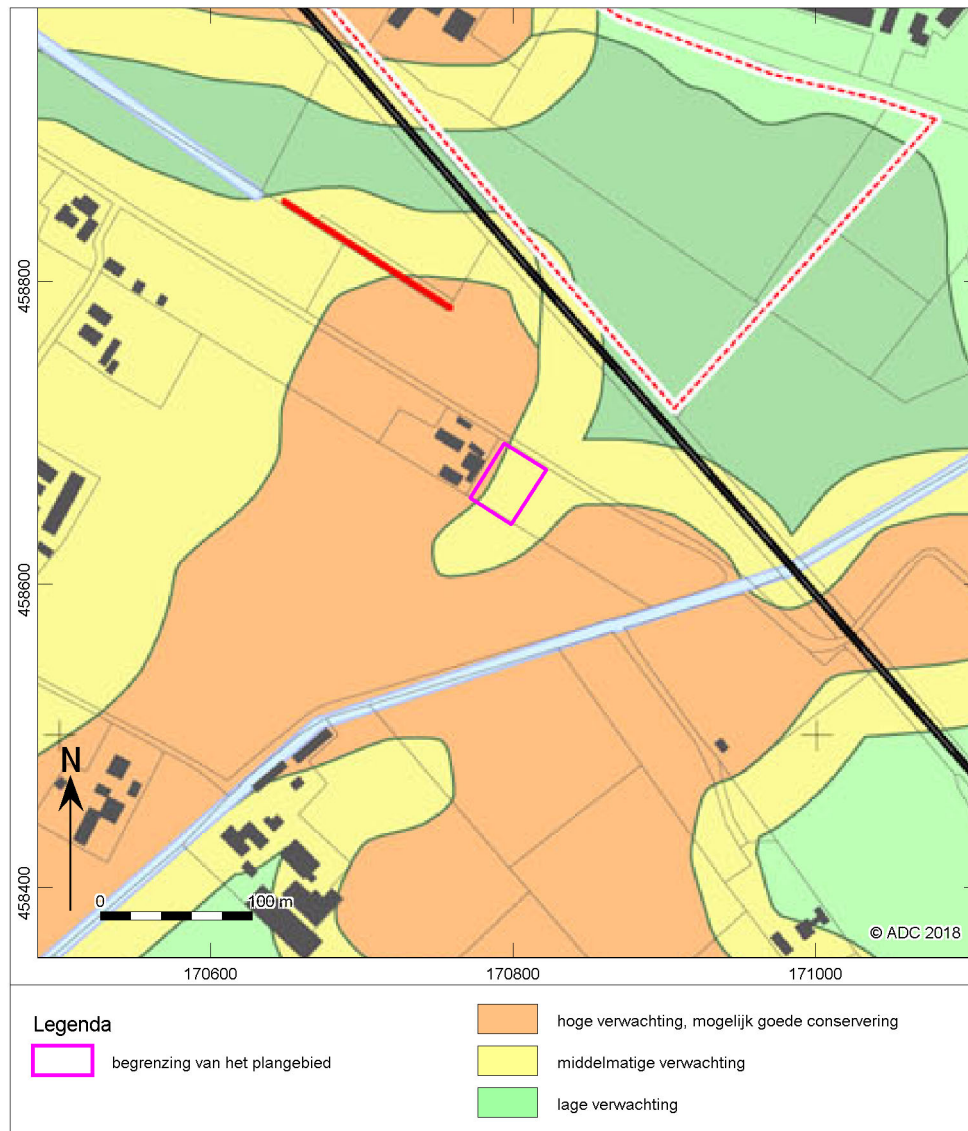 458800
458600
458400
N
0 100 m
© ADC 2018
170600 170800 171000
Legenda
begrenzing van het plangebied
hoge verwachting, mogelijk goede conservering
middelmatige verwachting
lage verwachting